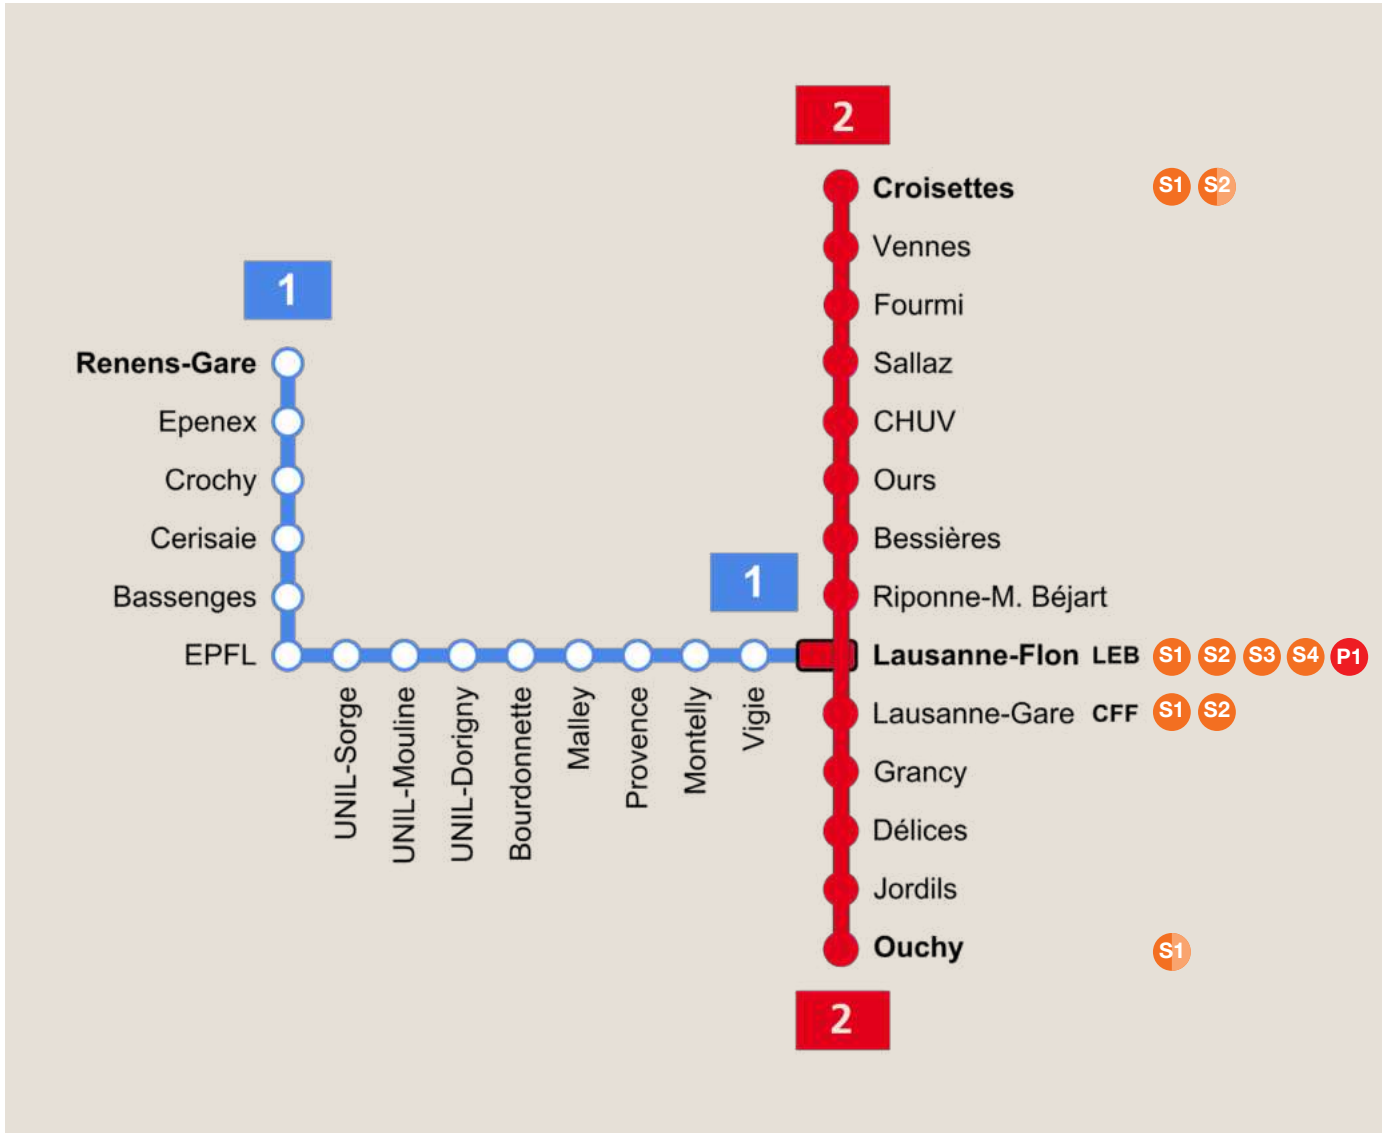 2
Croisettes S1 S2
Vennes
1
Fourmi
Renens-Gare
Sallaz
Epenex
CHUV
Crochy
Ours
Cerisaie
Bessières
1
Bassenges
Riponne-M. Béjart
EPFL
Lausanne-Flon LEB S1 S2 S3 S4 P1
UNIL-Sorge
UNIL-Mouline
UNIL-Dorigny
Bourdonnette
Malley
Provence
Montelly
Vigie
Lausanne-Gare CFF S1 S2
Grancy
Délices
Jordils
Ouchy S1
2